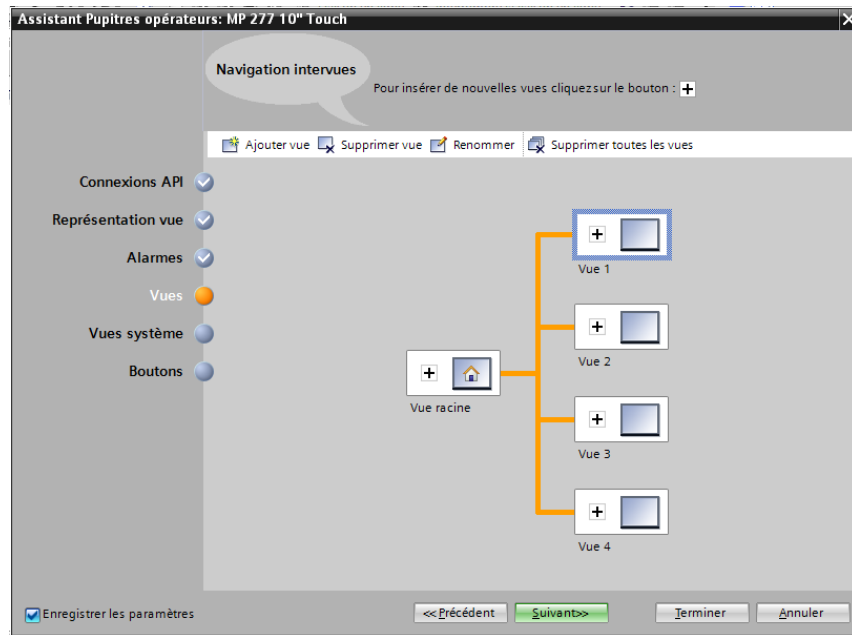 Assistant Pupitres opérateurs: MP 277 10" Touch
Navigation intervues
Pour insérer de nouvelles vues cliquezsur le bouton :
Ajouter vue Supprimer vue Renommer Supprimer toutes les vues
Connexions API
Représentation vue
Alarmes
Vues
Vues système
Boutons
Vue 1
Vue 2
Vue racine
Vue 3
Vue 4
Enregistrer les paramètres
<<Précédent Suivant>> Terminer Annuler